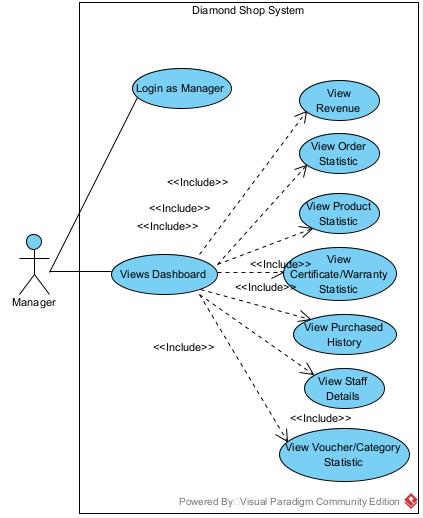 Diamond Shop System
Login as Manager
View
Revenue
View Order
Statistic
<<Include>>
<<Include>>
View Product
Statistic
<<Include>>
Manager
Views Dashboard
<<Include>>
View
Certificate/Warranty
Statistic
<<Include>>
View Purchased
History
<<Include>>
View Staff
Details
<<Include>>
View Voucher/Category
Statistic
Powered By Visual Paradigm Community Edition